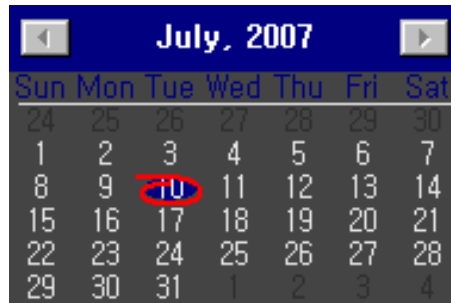 July, 2007
Sun Mon Tue Wed Thu Fri Sat
24 25 26 27 28 29 30
1 2 3 4 5 6 7
8 9 10 11 12 13 14
15 16 17 18 19 20 21
22 23 24 25 26 27 28
29 30 31 1 2 3 4